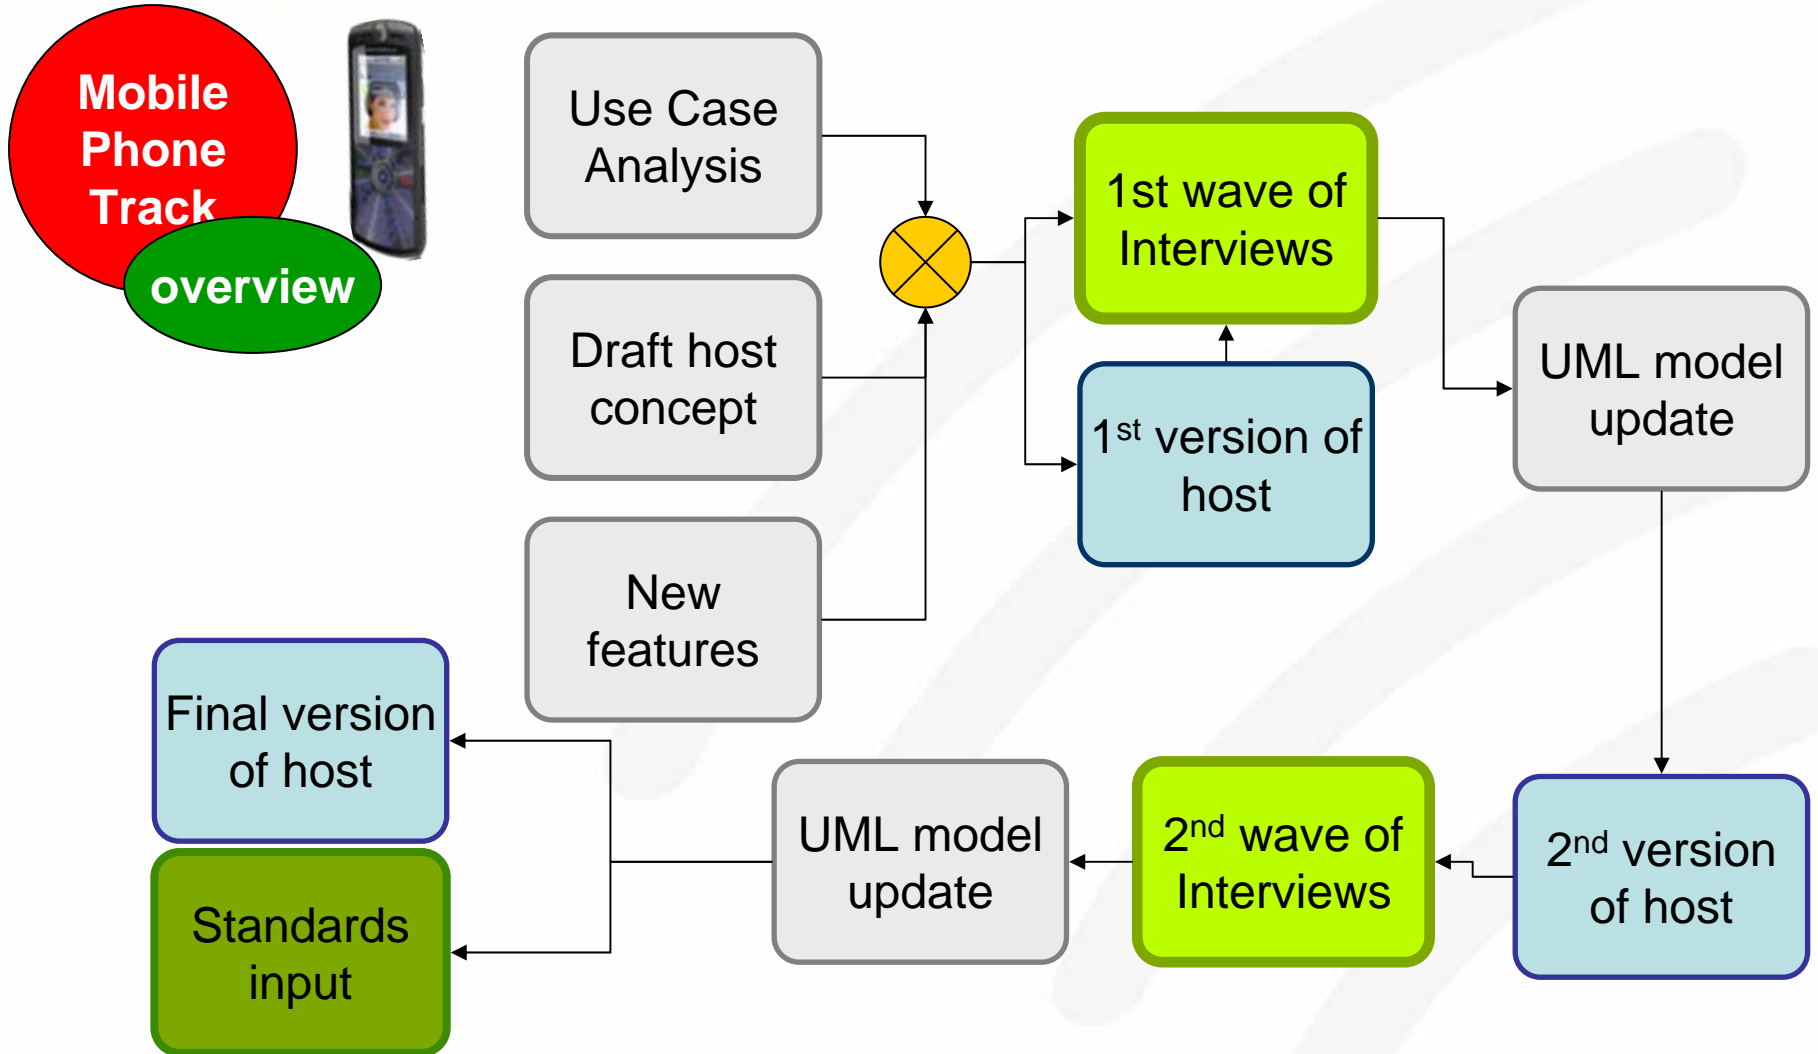 Mobile
Phone
Track
overview
Use Case
Analysis
Draft host
concept
New
features
1st wave of
Interviews
1st version of
host
UML model
update
2nd version
of host
2nd wave of
Interviews
UML model
update
Final version
of host
Standards
input